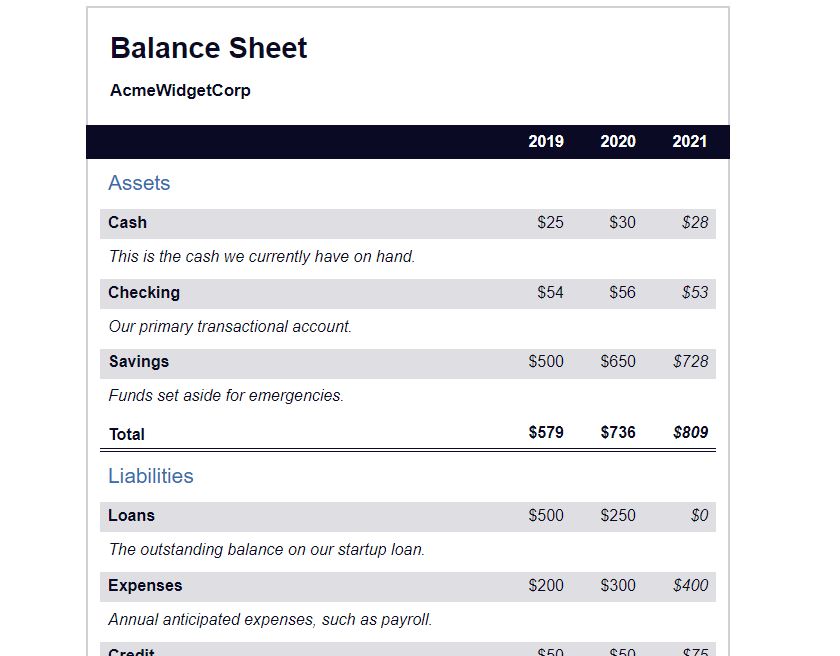 Balance Sheet
AcmeWidgetCorp
2019 2020 2021
Assets
Cash $25 $30 $28
This is the cash we currently have on hand.
Checking $54 $56 $53
Our primary transactional account.
Savings $500 $650 $728
Funds set aside for emergencies.
Total $579 $736 $809
Liabilities
Loans $500 $250 $0
The outstanding balance on our startup loan.
Expenses $200 $300 $400
Annual anticipated expenses, such as payroll.
Credit $50 $50 $75